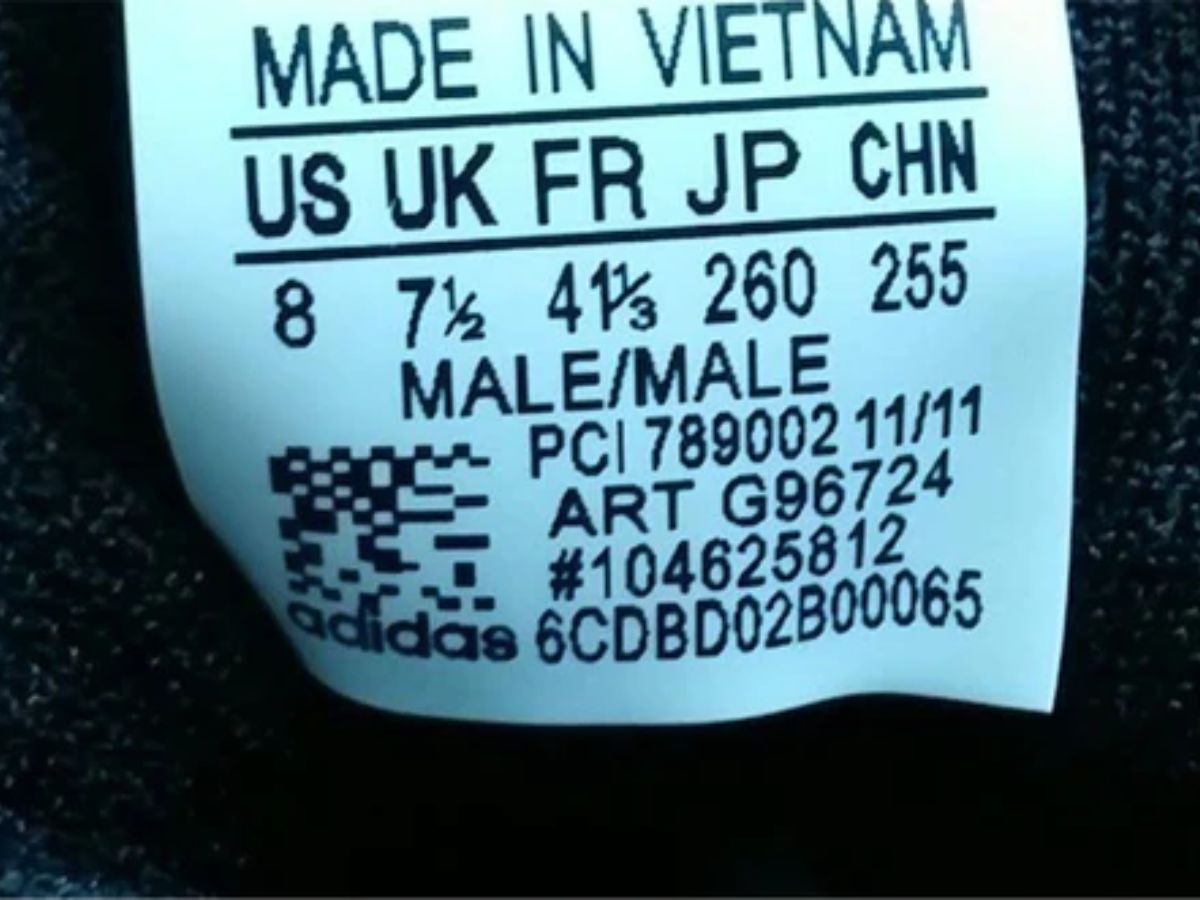 MADE IN VIETNAM
US UK FR JP CHN
8 7½ 41⅓ 260 255
MALE/MALE
PCI 789002 11/11
ART G96724
#104625812
adidas 6CDBD02B00065